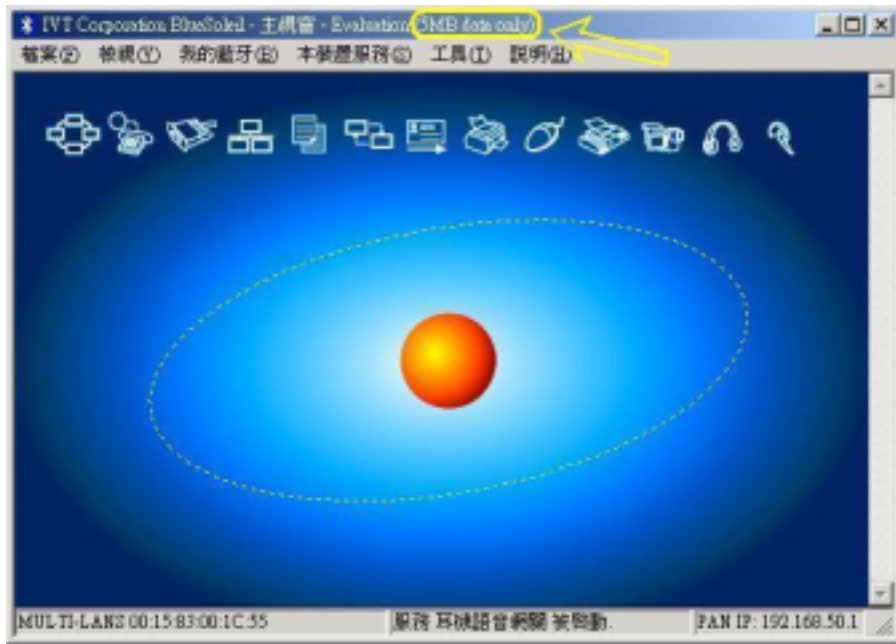 IVT Corporation BlueSoleil - 主視窗 - Evaluation (5MB data only)
檔案(F) 檢視(V) 我的藍牙(B) 本裝置服務(S) 工具(T) 說明(H)
MULTI-LANS 00:15:83:00:1C:55 服務 耳機語音網關 被啓動. PAN IP: 192.168.50.1